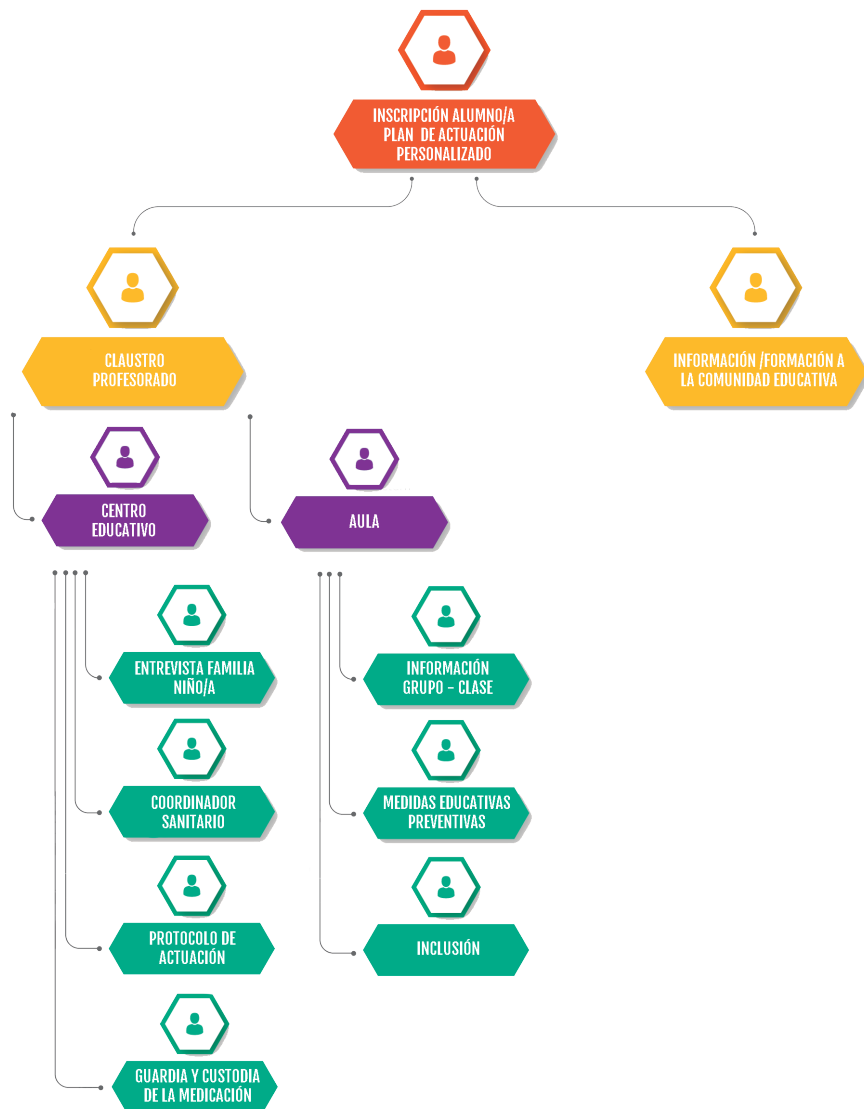 INSCRIPCIÓN ALUMNO/A
PLAN DE ACTUACIÓN
PERSONALIZADO
CLAUSTRO
PROFESORADO
INFORMACIÓN /FORMACIÓN A
LA COMUNIDAD EDUCATIVA
CENTRO
EDUCATIVO
AULA
ENTREVISTA FAMILIA
NIÑO/A
INFORMACIÓN
GRUPO - CLASE
COORDINADOR
SANITARIO
MEDIDAS EDUCATIVAS
PREVENTIVAS
PROTOCOLO DE
ACTUACIÓN
INCLUSIÓN
GUARDIA Y CUSTODIA
DE LA MEDICACIÓN